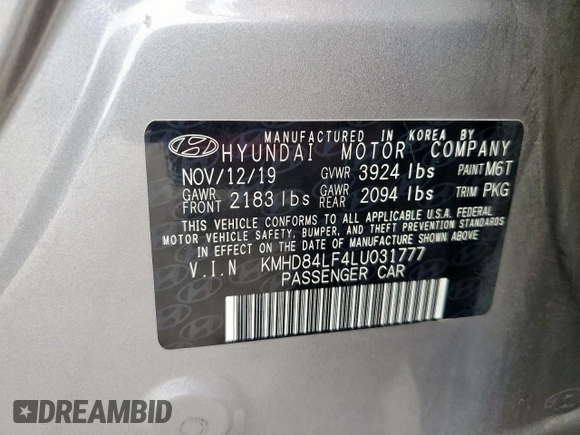 MANUFACTURED IN KOREA BY
HYUNDAI MOTOR COMPANY
NOV/12/19 GVWR 3924 lbs PAINT M6T
GAWR FRONT 2183 lbs GAWR REAR 2094 lbs TRIM PKG
THIS VEHICLE CONFORMS TO ALL APPLICABLE U.S.A. FEDERAL
MOTOR VEHICLE SAFETY, BUMPER, AND THEFT PREVENTION STANDARDS
IN EFFECT ON THE DATE OF MANUFACTURE SHOWN ABOVE.
V.I.N KMHD84LF4LU031777
PASSENGER CAR
DREAMBID